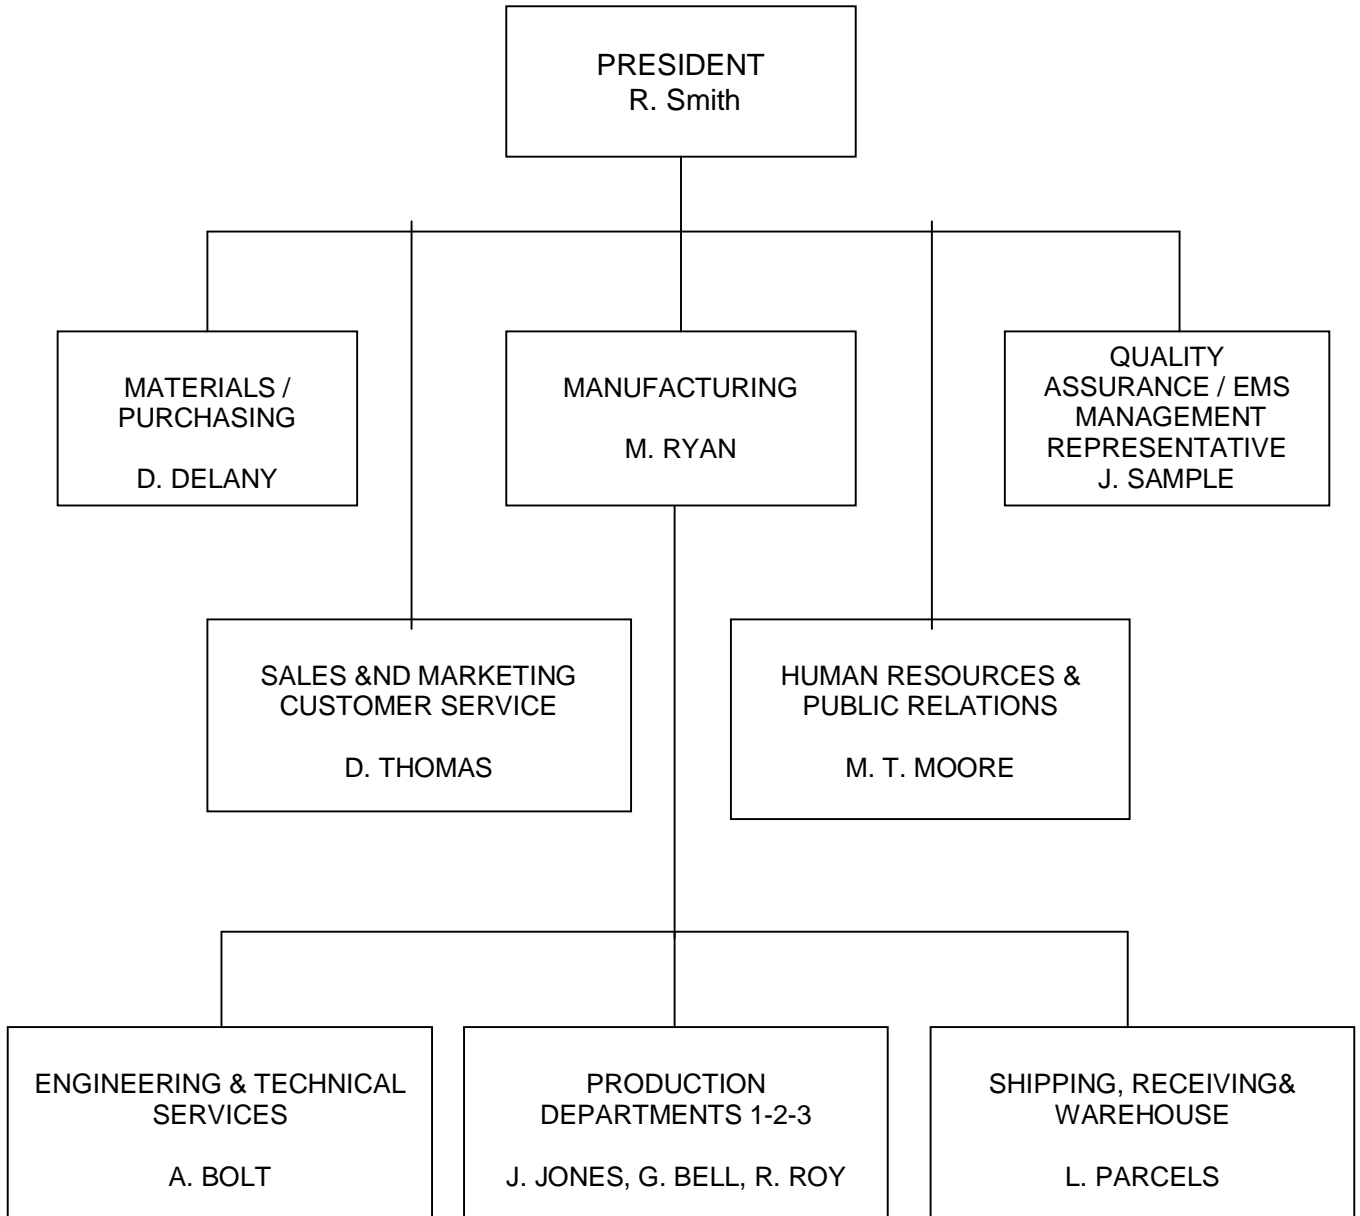 PRESIDENT
R. Smith
MATERIALS /
PURCHASING
D. DELANY
MANUFACTURING
M. RYAN
QUALITY
ASSURANCE / EMS
MANAGEMENT
REPRESENTATIVE
J. SAMPLE
SALES &ND MARKETING
CUSTOMER SERVICE
D. THOMAS
HUMAN RESOURCES &
PUBLIC RELATIONS
M. T. MOORE
ENGINEERING & TECHNICAL
SERVICES
A. BOLT
PRODUCTION
DEPARTMENTS 1-2-3
J. JONES, G. BELL, R. ROY
SHIPPING, RECEIVING&
WAREHOUSE
L. PARCELS